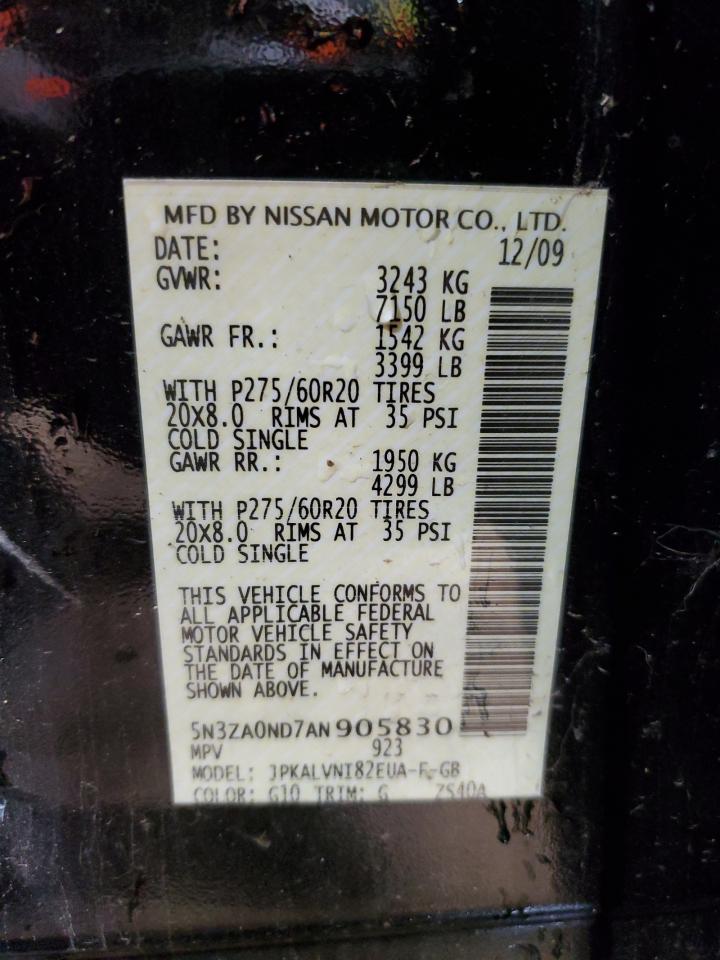 MFD BY NISSAN MOTOR CO., LTD.
DATE: 12/09
GVWR: 3243 KG
7150 LB
GAWR FR.: 1542 KG
3399 LB
WITH P275/60R20 TIRES
20X8.0 RIMS AT 35 PSI
COLD SINGLE
GAWR RR.: 1950 KG
4299 LB
WITH P275/60R20 TIRES
20X8.0 RIMS AT 35 PSI
COLD SINGLE
THIS VEHICLE CONFORMS TO
ALL APPLICABLE FEDERAL
MOTOR VEHICLE SAFETY
STANDARDS IN EFFECT ON
THE DATE OF MANUFACTURE
SHOWN ABOVE.
5N3ZA0ND7AN905830
MPV 923
MODEL: JPKALVNI82EUA-F-GB
COLOR: G10 TRIM: G ZS40A